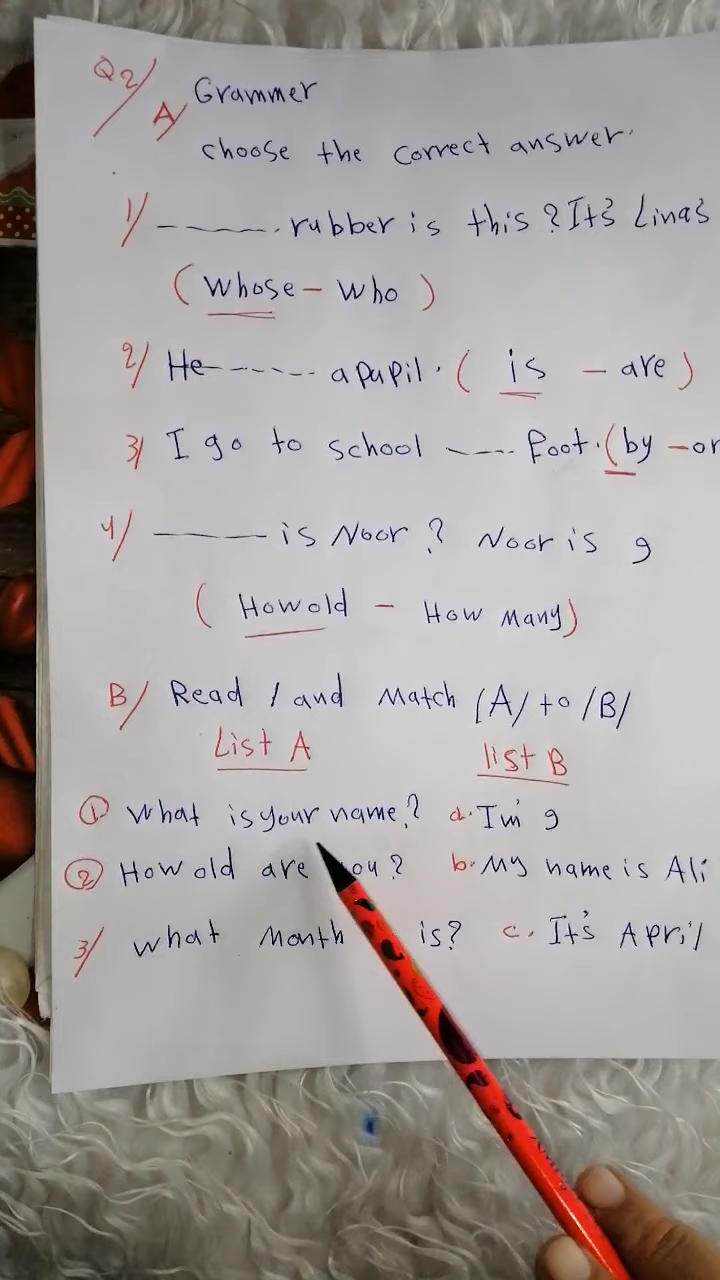 Q2/ A/ Grammer
choose the correct answer.
1/ ------- rubber is this? It's Linas
(Whose - Who)
2/ He ------- a pupil. (is - are)
3/ I go to school ----- foot. (by -
4/ ------- is Noor? Noor is 9
(How old - How Many)
B/ Read / and Match /A/ to /B/
List A list B
① What is your name? a. I'm 9
② How old are you? b. My name is Ali
3/ what Month is? c. It's April